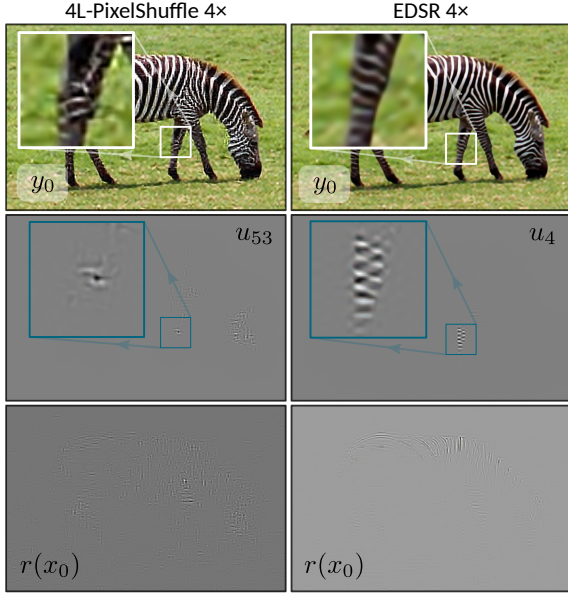 4L-PixelShuffle 4× EDSR 4×
y₀ y₀
u₅₃ u₄
r(x₀) r(x₀)